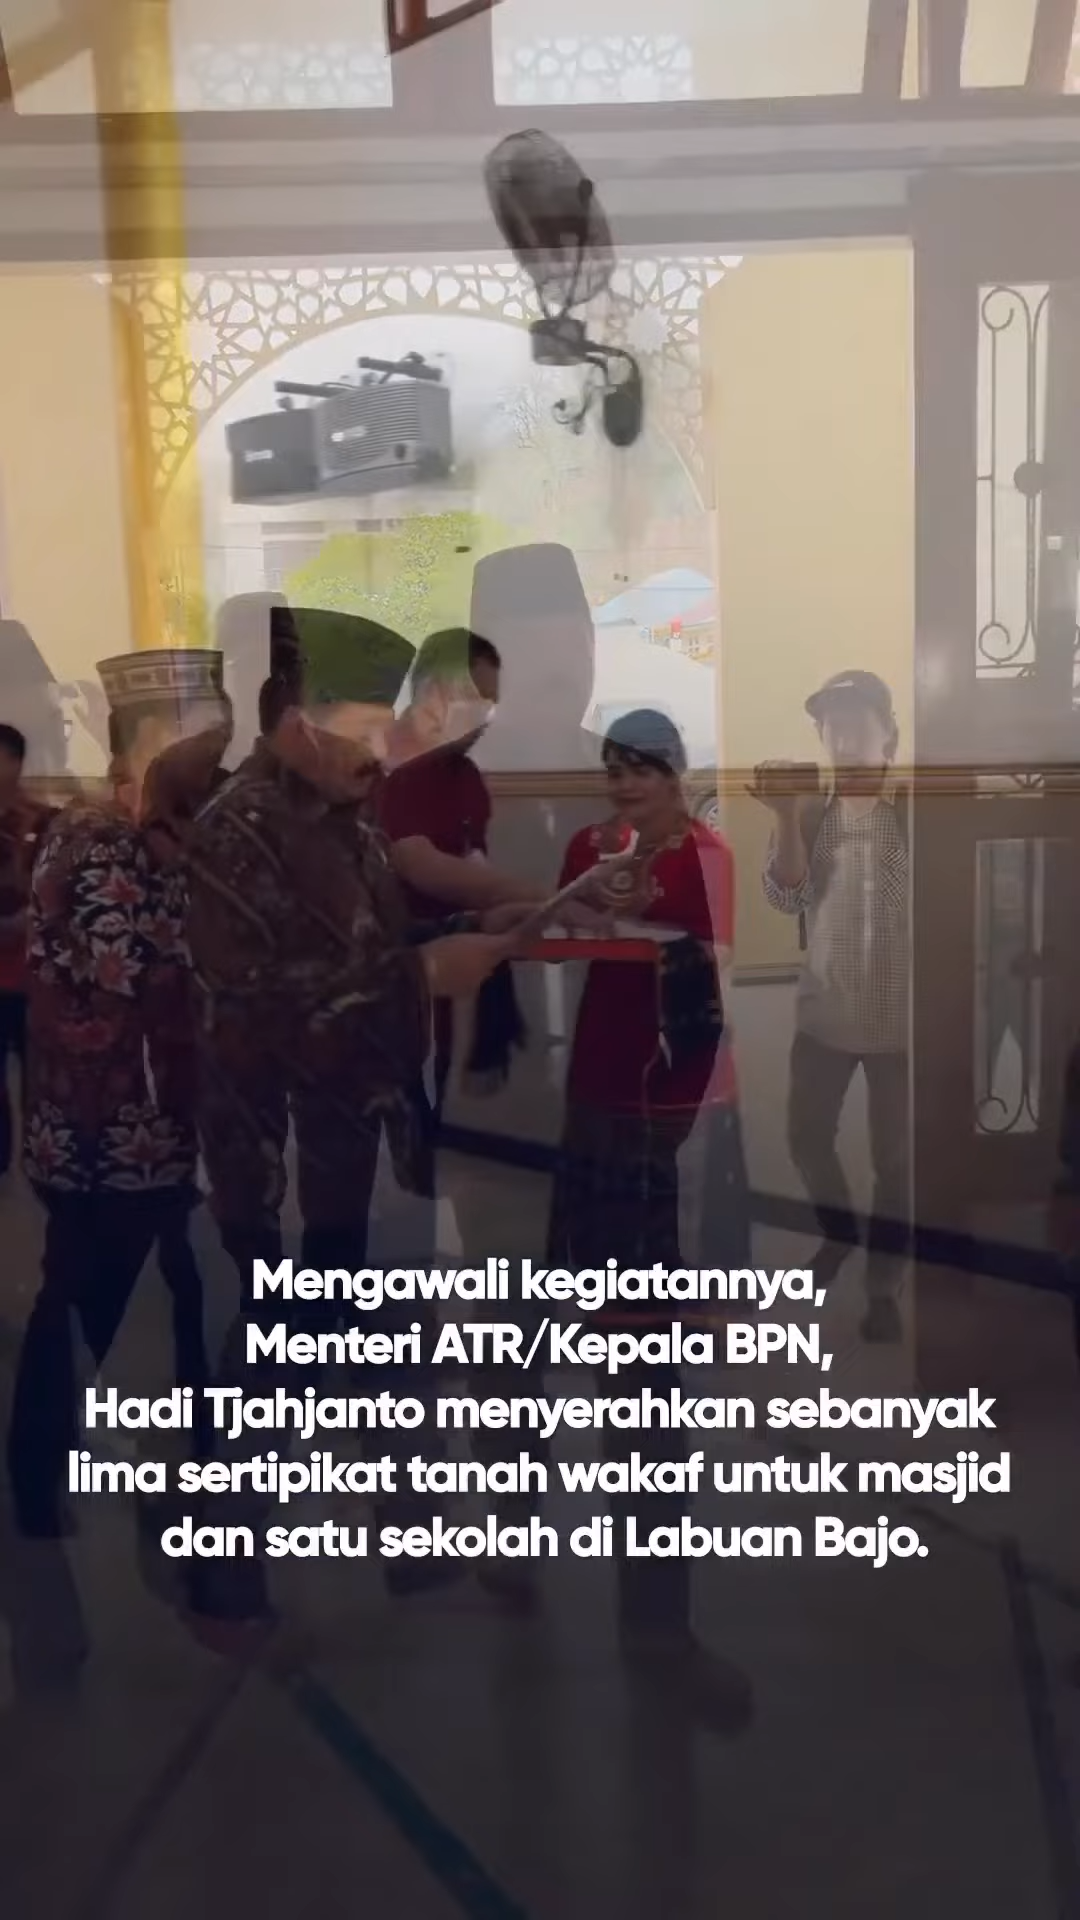 Mengawali kegiatannya,
Menteri ATR/Kepala BPN,
Hadi Tjahjanto menyerahkan sebanyak
lima sertipikat tanah wakaf untuk masjid
dan satu sekolah di Labuan Bajo.